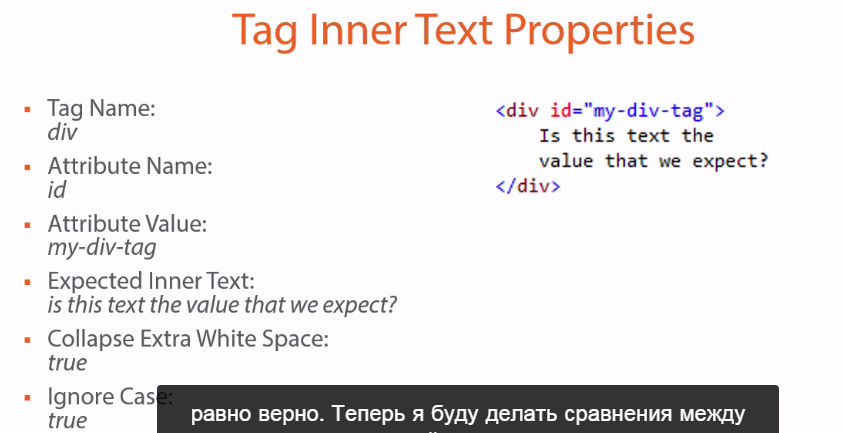 Tag Inner Text Properties
Tag Name:
div
Attribute Name:
id
Attribute Value:
my-div-tag
Expected Inner Text:
is this text the value that we expect?
Collapse Extra White Space:
true
Ignore Case:
true
<div id="my-div-tag">
Is this text the
value that we expect?
</div>
равно верно. Теперь я буду делать сравнения между